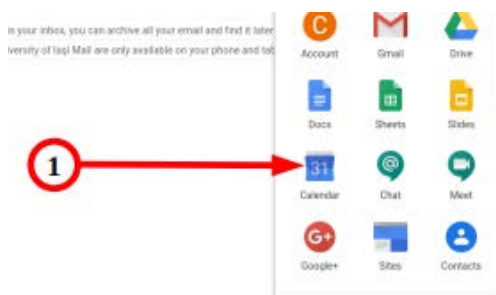 n your inbox, you can archive all your email and find it later
versity of Iași Mail are only available on your phone and tab
C
Account Gmail Drive
Docs Sheets Slides
1
31
Calendar Chat Meet
G+
Google+ Sites Contacts